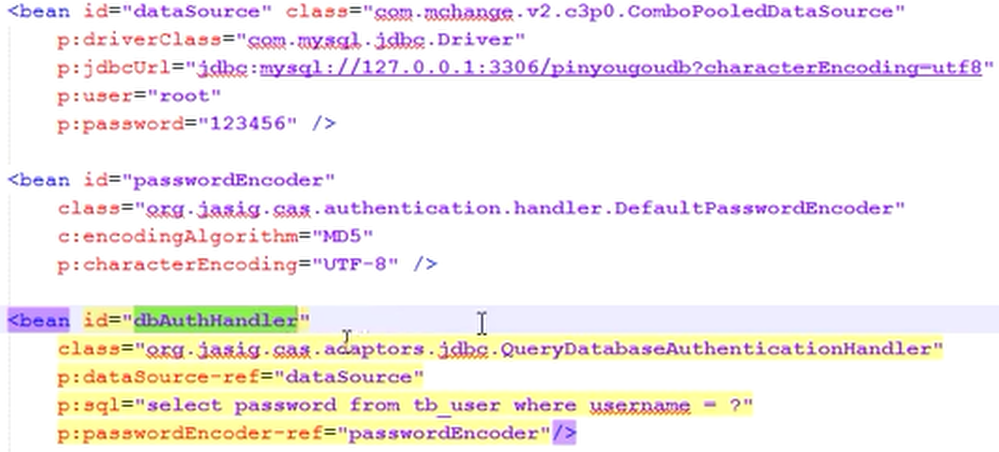 <bean id="dataSource" class="com.mchange.v2.c3p0.ComboPooledDataSource"
p:driverClass="com.mysql.jdbc.Driver"
p:jdbcUrl="jdbc:mysql://127.0.0.1:3306/pinyougoudb?characterEncoding=utf8"
p:user="root"
p:password="123456" />
<bean id="passwordEncoder"
class="org.jasig.cas.authentication.handler.DefaultPasswordEncoder"
c:encodingAlgorithm="MD5"
p:characterEncoding="UTF-8" />
<bean id="dbAuthHandler"
class="org.jasig.cas.adaptors.jdbc.QueryDatabaseAuthenticationHandler"
p:dataSource-ref="dataSource"
p:sql="select password from tb_user where username = ?"
p:passwordEncoder-ref="passwordEncoder"/>